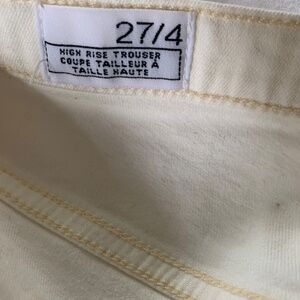 27/4
HIGH RISE TROUSER
COUPE TAILLEUR À
TAILLE HAUTE